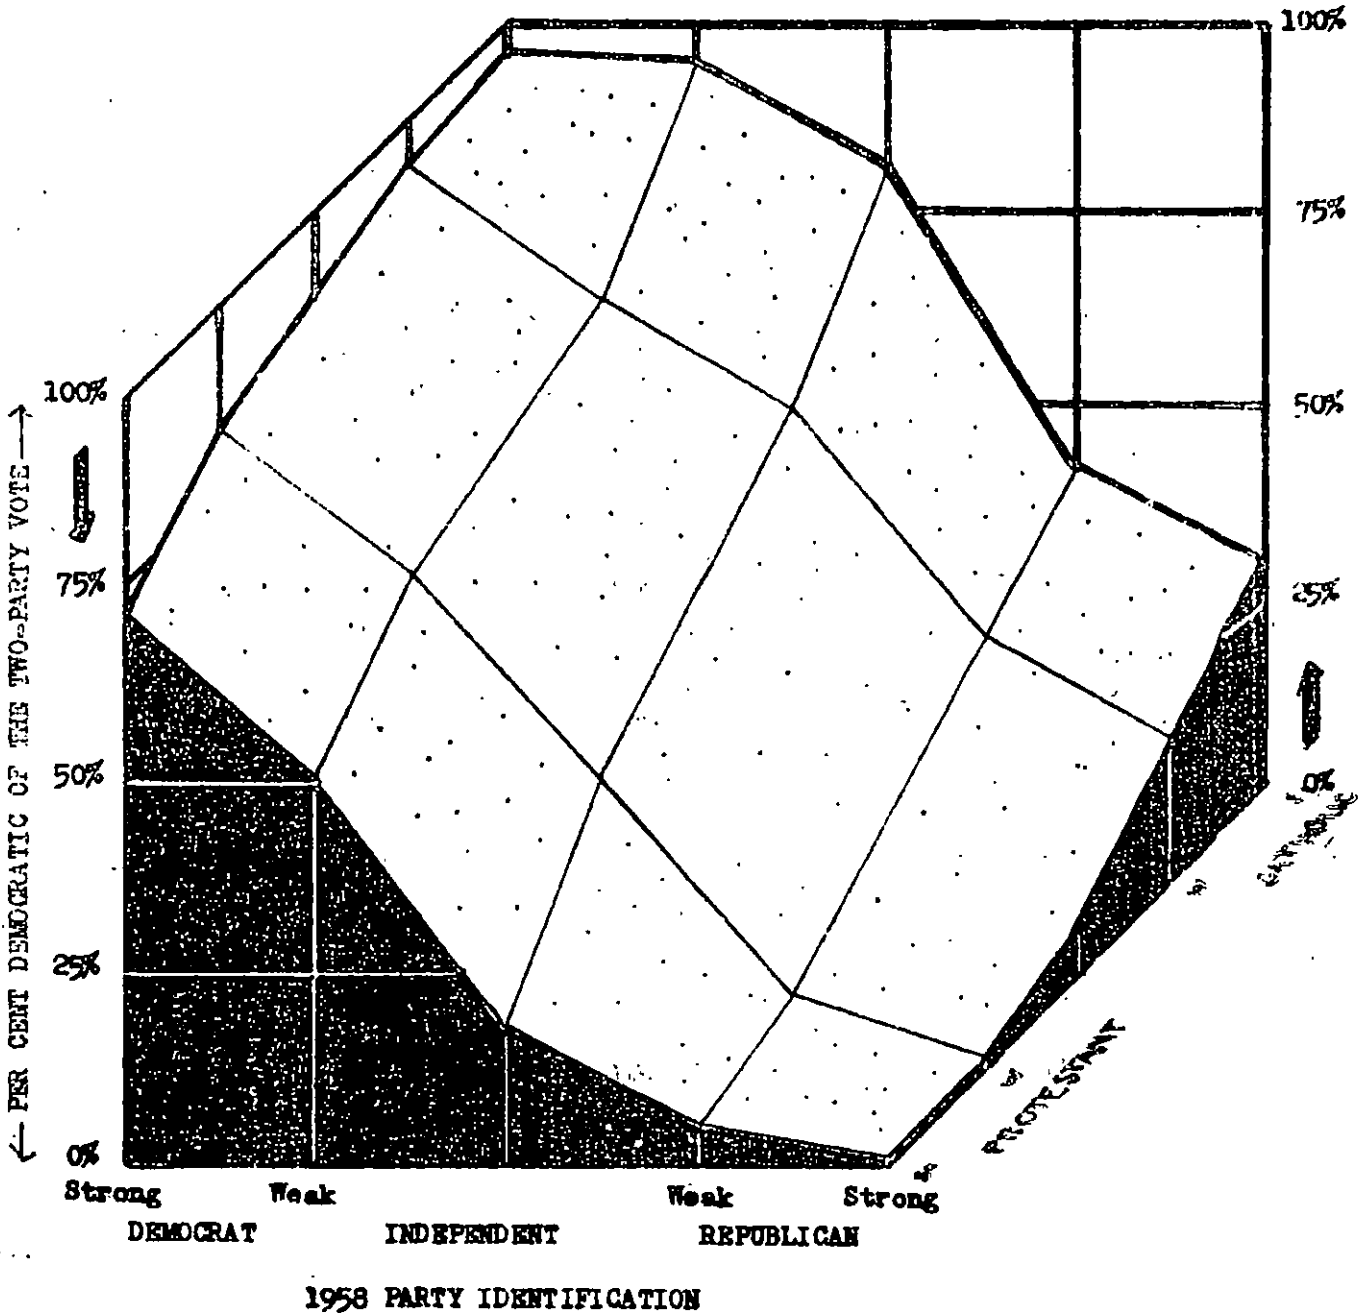 100%
75%
50%
25%
0%
CATHOLIC
PROTESTANT
100%
75%
50%
25%
0%
← PER CENT DEMOCRATIC OF THE TWO-PARTY VOTE →
Strong Weak Weak Strong
DEMOCRAT INDEPENDENT REPUBLICAN
1958 PARTY IDENTIFICATION